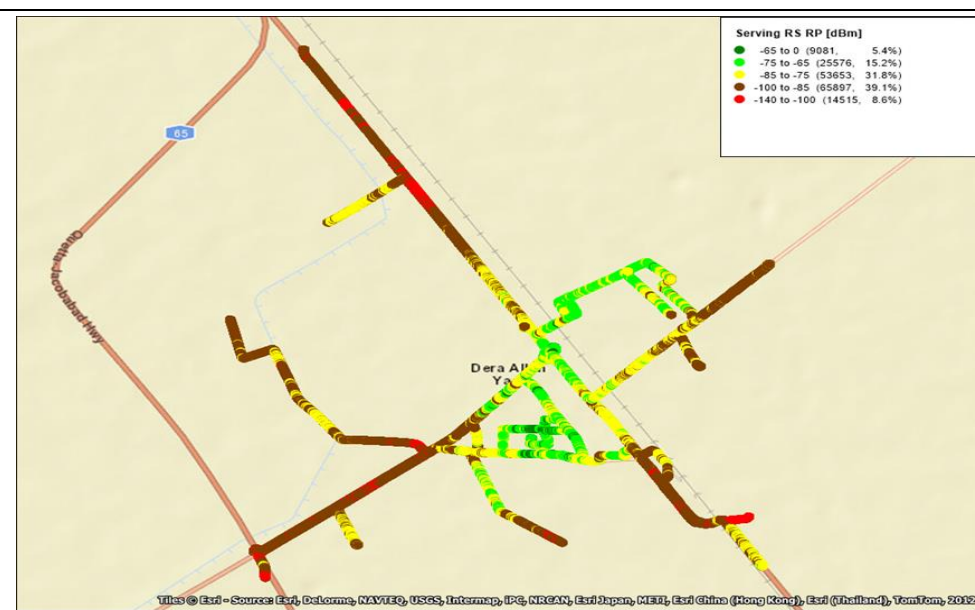 Serving RS RP [dBm]
-65 to 0 (9081, 5.4%)
-75 to -65 (25576, 15.2%)
-85 to -75 (53653, 31.8%)
-100 to -85 (65897, 39.1%)
-140 to -100 (14515, 8.6%)
65
Quetta-Jacobabad Hwy
Dera
Tiles © Esri - Source: Esri, DeLorme, NAVTEQ, USGS, Intermap, iPC, NRCAN, Esri Japan, METI, Esri China (Hong Kong), Esri (Thailand), TomTom, 2012